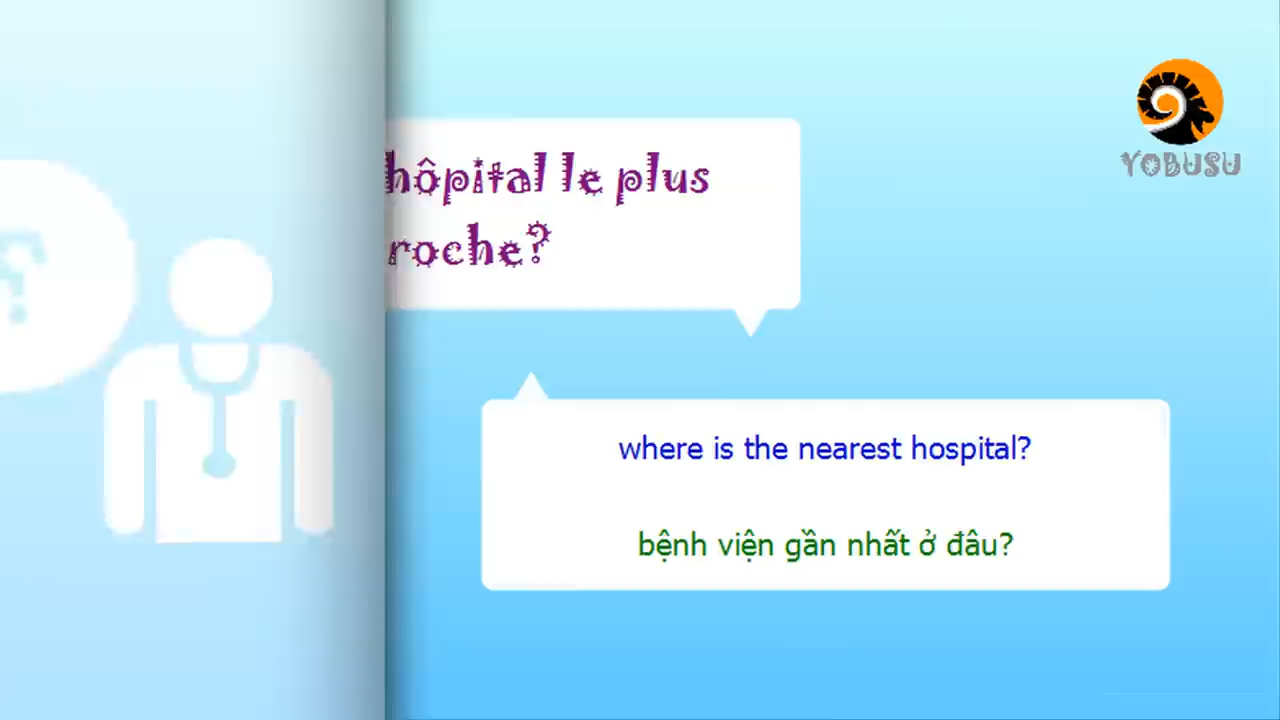 hôpital le plus
roche?
YOBUSU
where is the nearest hospital?
bệnh viện gần nhất ở đâu?
?